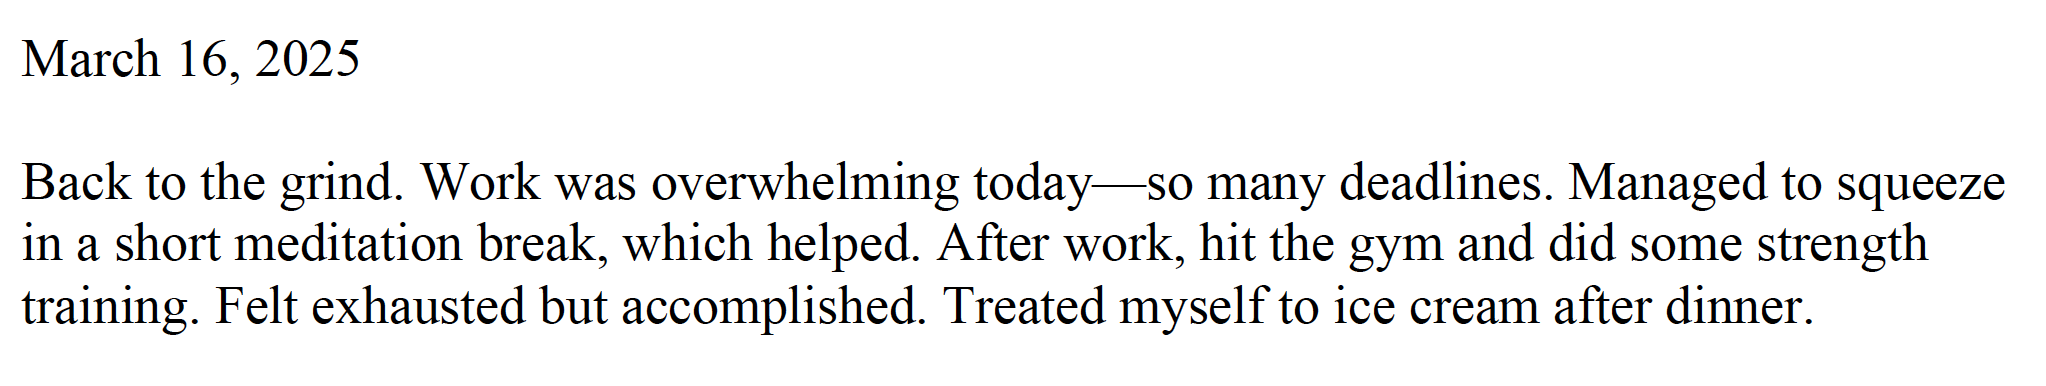 March 16, 2025
Back to the grind. Work was overwhelming today—so many deadlines. Managed to squeeze
in a short meditation break, which helped. After work, hit the gym and did some strength
training. Felt exhausted but accomplished. Treated myself to ice cream after dinner.